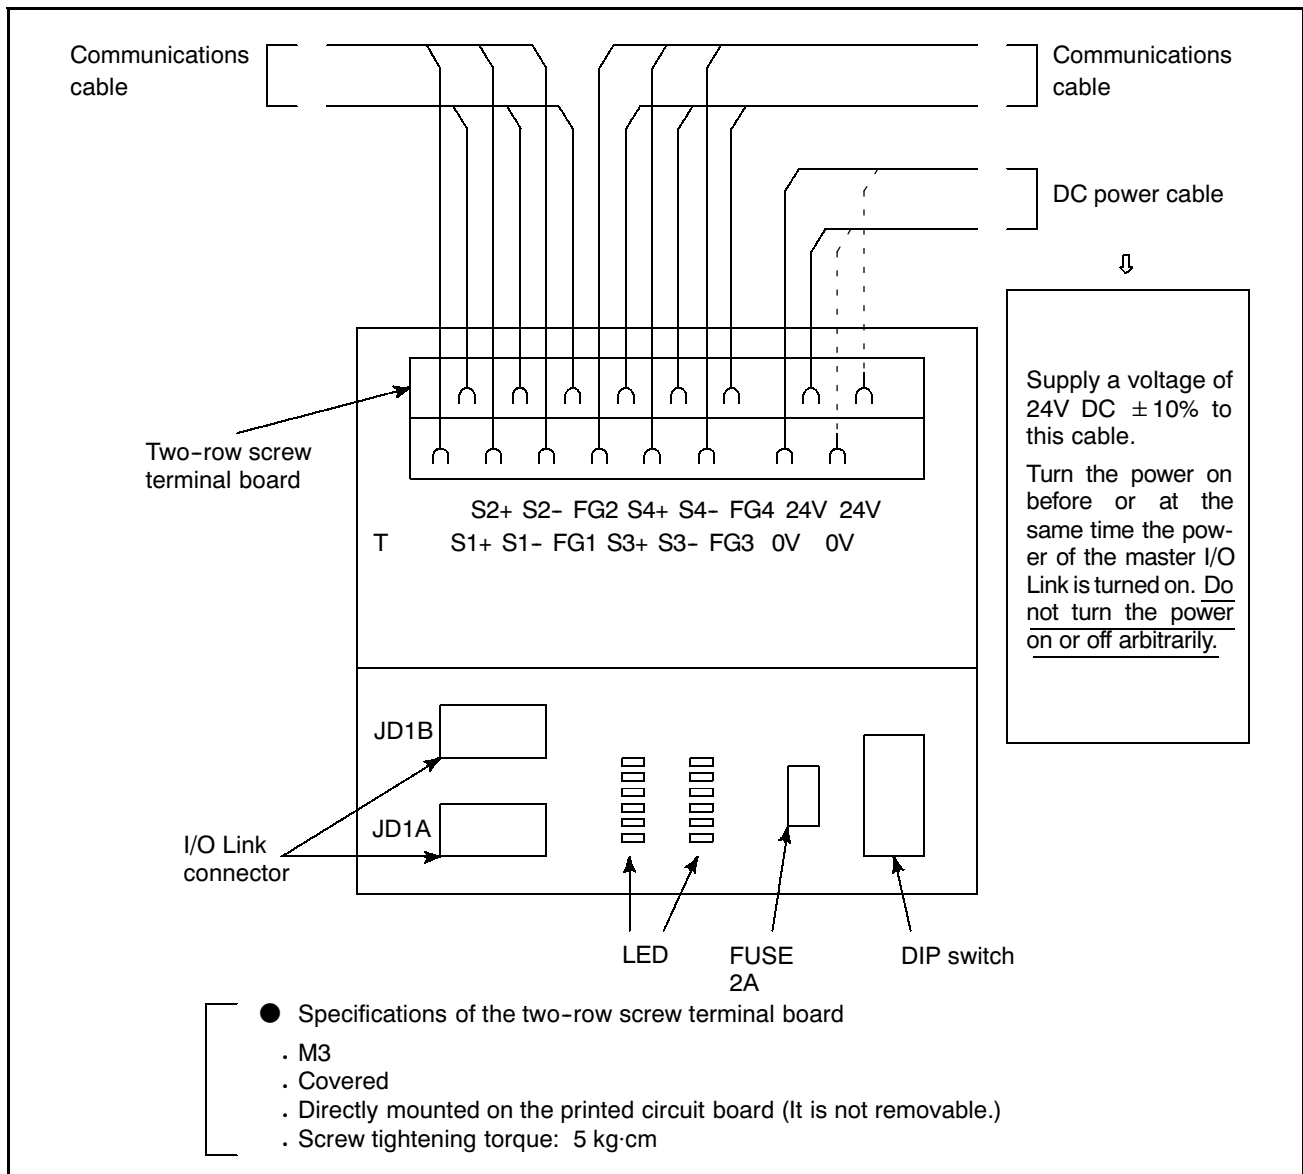 Communications
cable
Communications
cable
DC power cable
Supply a voltage of
24V DC ±10% to
this cable.
Turn the power on
before or at the
same time the pow-
er of the master I/O
Link is turned on. Do
not turn the power
on or off arbitrarily.
Two-row screw
terminal board
S2+ S2- FG2 S4+ S4- FG4 24V 24V
T S1+ S1- FG1 S3+ S3- FG3 0V 0V
JD1B
JD1A
I/O Link
connector
LED
FUSE
2A
DIP switch
● Specifications of the two-row screw terminal board
. M3
. Covered
. Directly mounted on the printed circuit board (It is not removable.)
. Screw tightening torque: 5 kg·cm